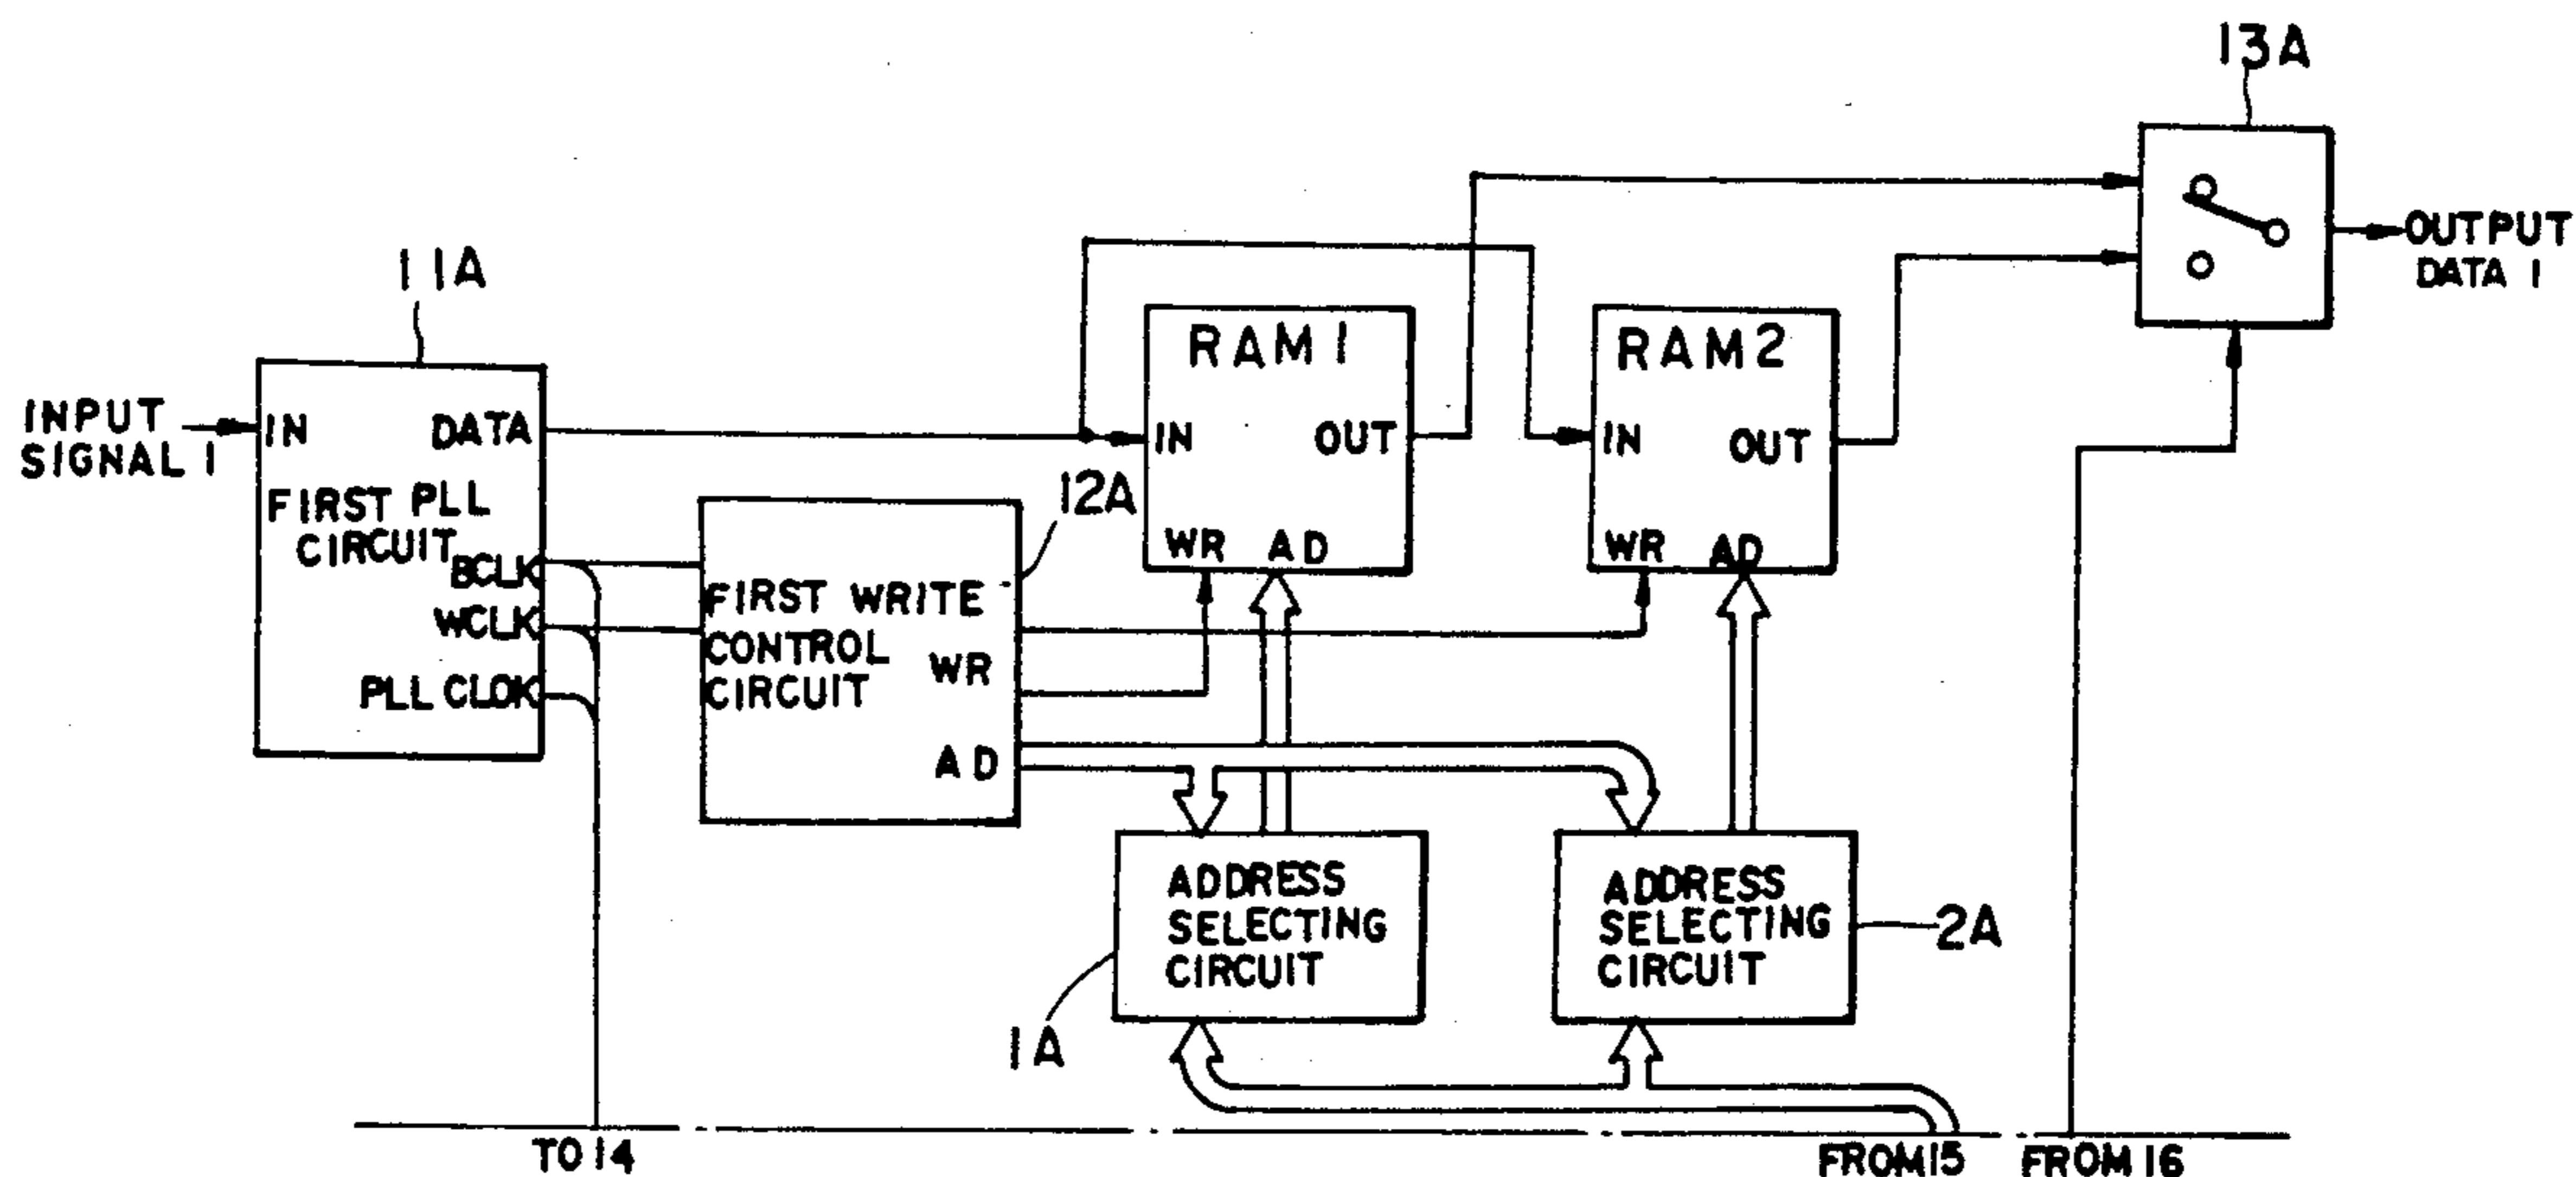 13A
OUTPUT
DATA 1
11A
RAM 1
RAM 2
INPUT
SIGNAL 1
IN
DATA
IN
OUT
IN
OUT
FIRST PLL
CIRCUIT
12A
WR
AD
WR
AD
BCLK
WCLK
PLL CLOK
FIRST WRITE
CONTROL
CIRCUIT
WR
AD
ADDRESS
SELECTING
CIRCUIT
ADDRESS
SELECTING
CIRCUIT
2A
1A
TO 14
FROM 15
FROM 16